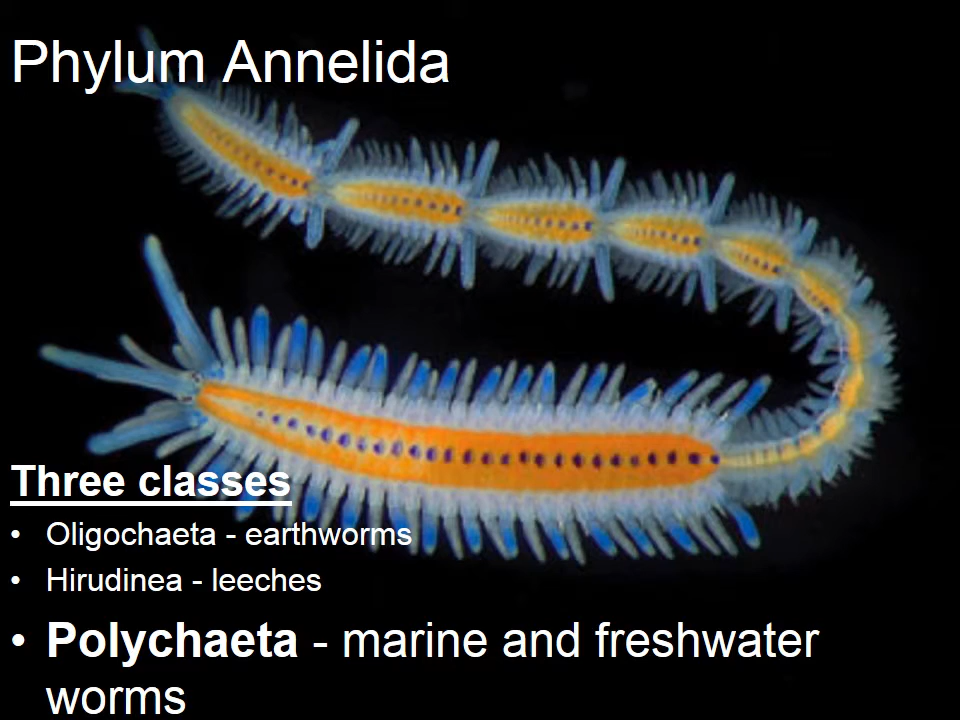 Phylum Annelida
Three classes
• Oligochaeta - earthworms
• Hirudinea - leeches
• Polychaeta - marine and freshwater
worms